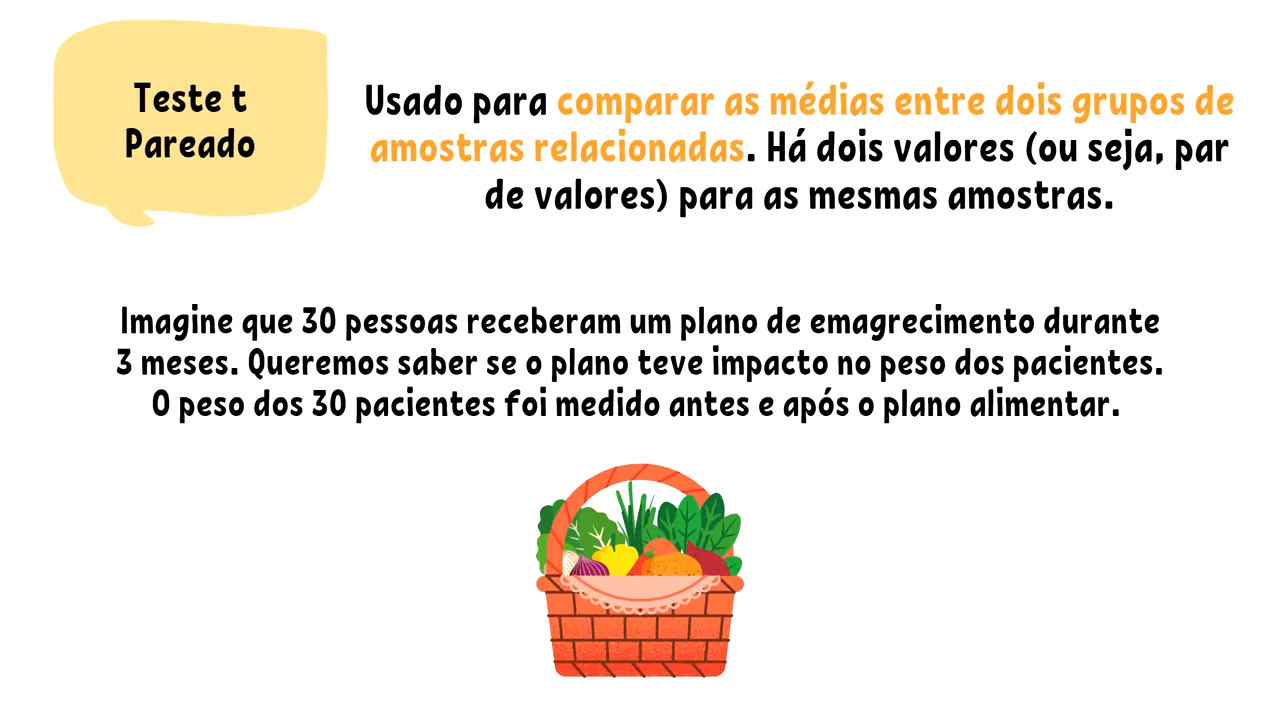 Teste t
Pareado
Usado para comparar as médias entre dois grupos de
amostras relacionadas. Há dois valores (ou seja, par
de valores) para as mesmas amostras.
Imagine que 30 pessoas receberam um plano de emagrecimento durante
3 meses. Queremos saber se o plano teve impacto no peso dos pacientes.
O peso dos 30 pacientes foi medido antes e após o plano alimentar.